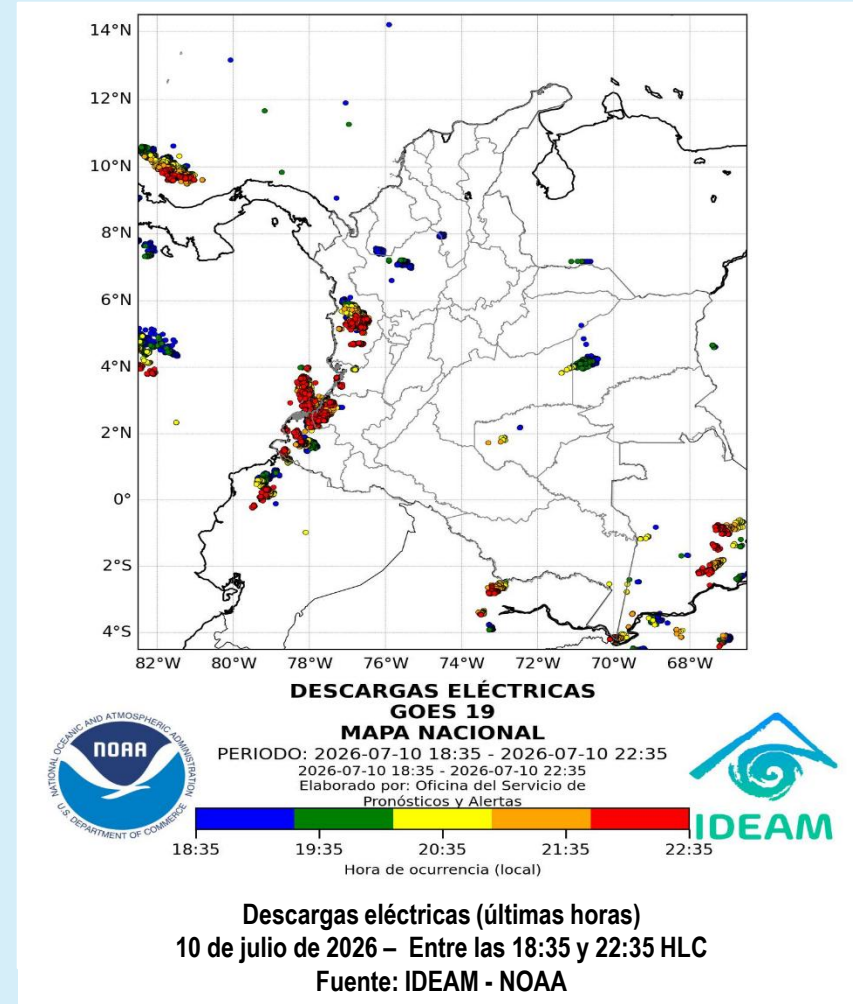 14°N
12°N
10°N
8°N
6°N
4°N
2°N
0°
2°S
4°S
82°W 80°W 78°W 76°W 74°W 72°W 70°W 68°W
DESCARGAS ELÉCTRICAS
GOES 19
MAPA NACIONAL
PERIODO: 2026-07-10 18:35 - 2026-07-10 22:35
2026-07-10 18:35 - 2026-07-10 22:35
Elaborado por: Oficina del Servicio de
Pronósticos y Alertas
NATIONAL OCEANIC AND ATMOSPHERIC ADMINISTRATION
NOAA
U.S. DEPARTMENT OF COMMERCE
IDEAM
18:35 19:35 20:35 21:35 22:35
Hora de ocurrencia (local)
Descargas eléctricas (últimas horas)
10 de julio de 2026 – Entre las 18:35 y 22:35 HLC
Fuente: IDEAM - NOAA